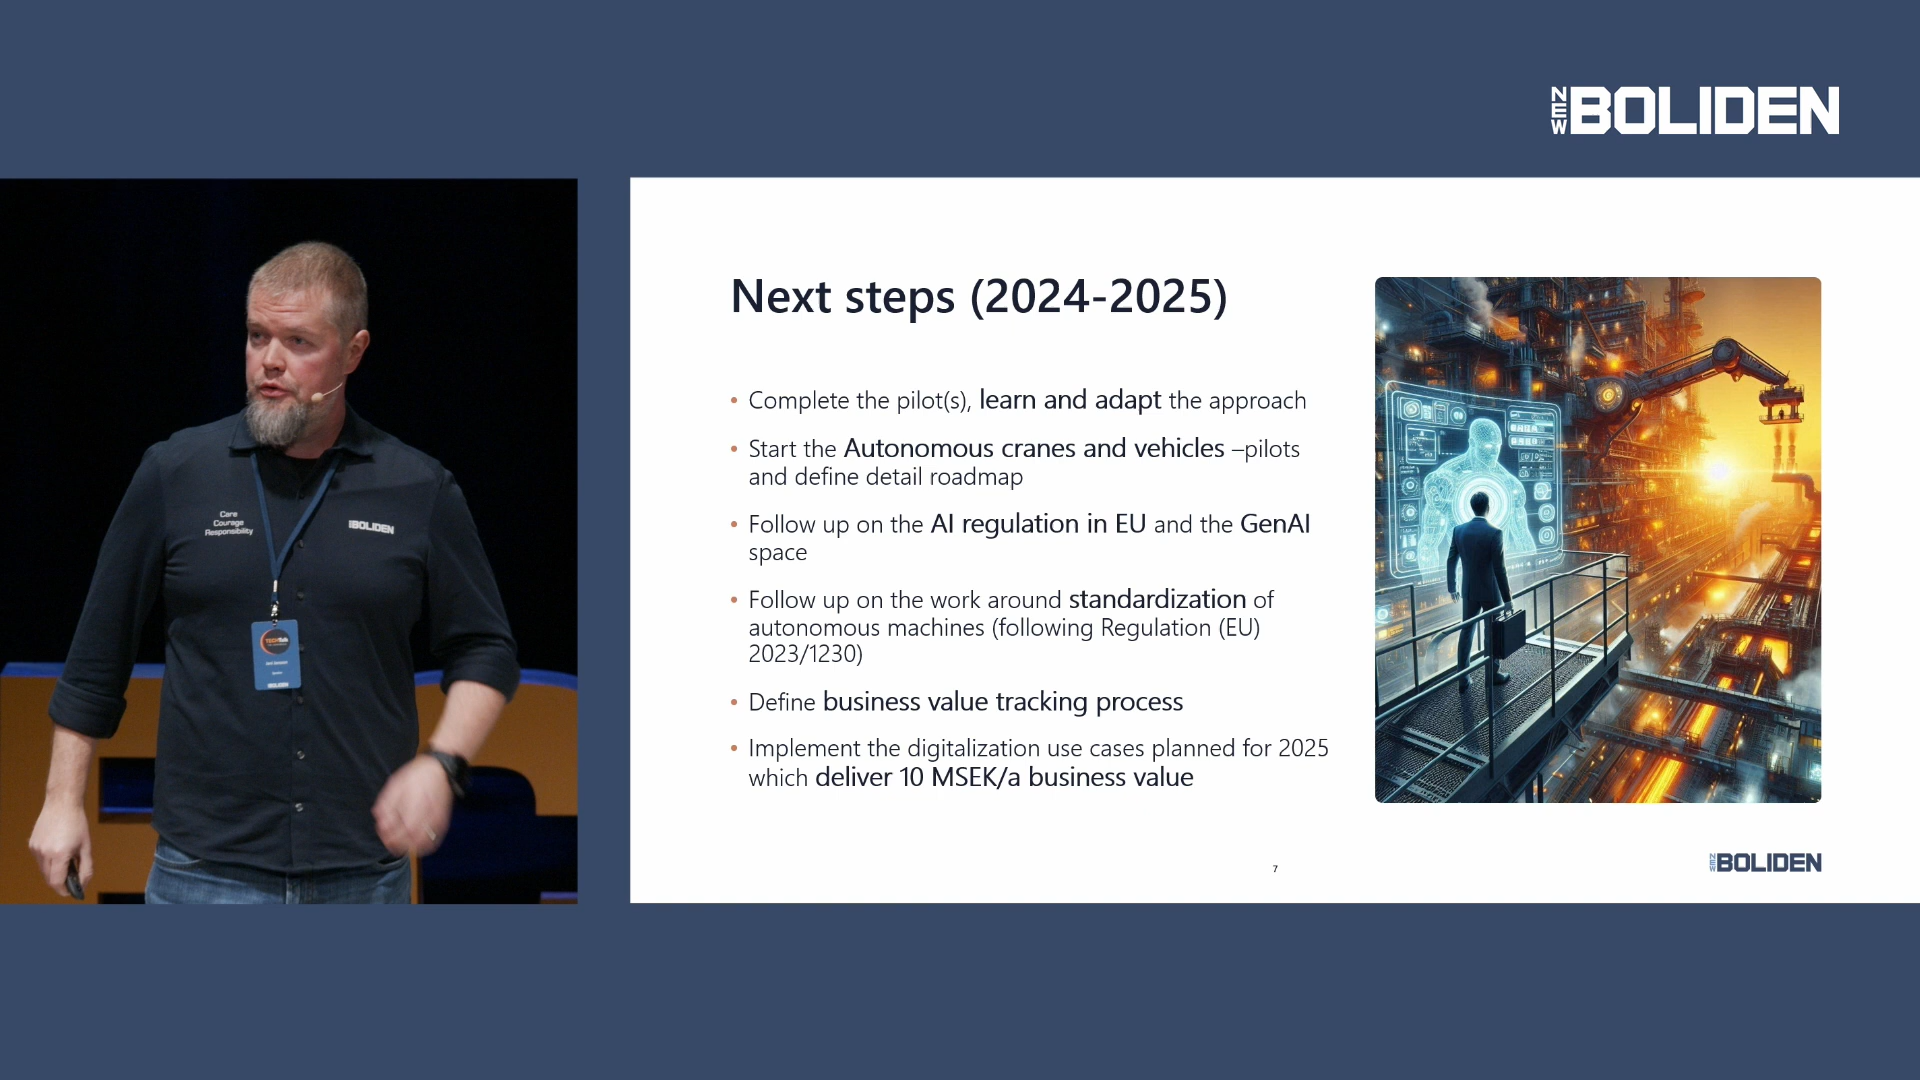 NEW BOLIDEN
Care
Courage
Responsibility
BOLIDEN
TECHTalk
BOLIDEN
Next steps (2024-2025)
• Complete the pilot(s), learn and adapt the approach
• Start the Autonomous cranes and vehicles –pilots
and define detail roadmap
• Follow up on the AI regulation in EU and the GenAI
space
• Follow up on the work around standardization of
autonomous machines (following Regulation (EU)
2023/1230)
• Define business value tracking process
• Implement the digitalization use cases planned for 2025
which deliver 10 MSEK/a business value
7
NEW BOLIDEN